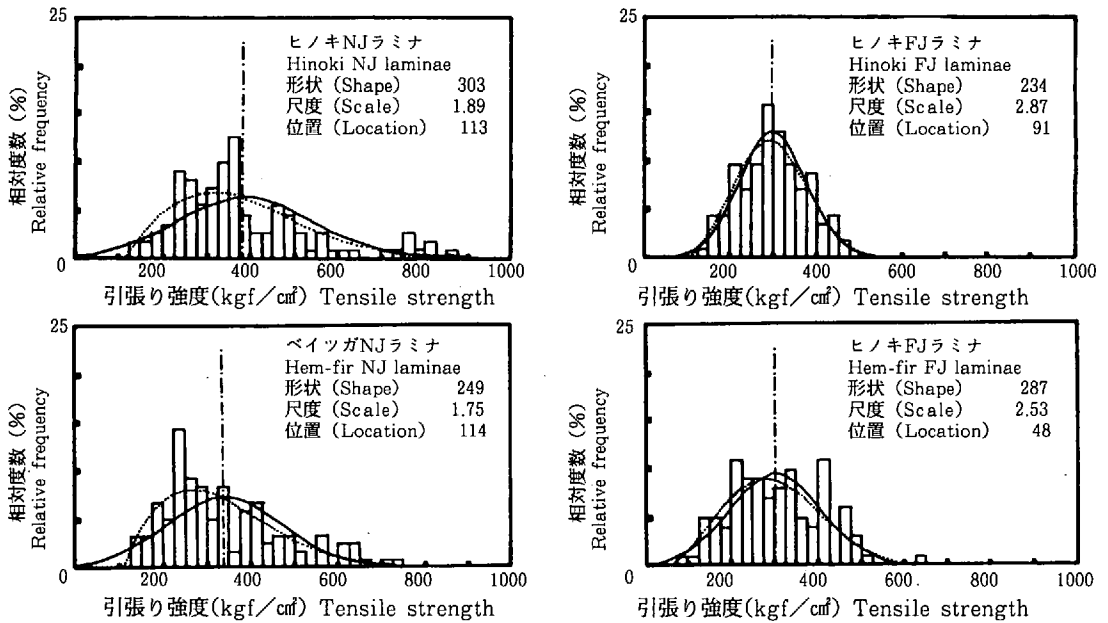 25
ヒノキNJラミナ
Hinoki NJ laminae
形状 (Shape) 303
尺度 (Scale) 1.89
位置 (Location) 113
相対度数 (%)
Relative frequency
0
200 400 600 800 1000
引張り強度(kgf/c㎡) Tensile strength
25
ヒノキFJラミナ
Hinoki FJ laminae
形状 (Shape) 234
尺度 (Scale) 2.87
位置 (Location) 91
相対度数 (%)
Relative frequency
0
200 400 600 800 1000
引張り強度(kgf/c㎡) Tensile strength
25
ベイツガNJラミナ
Hem-fir NJ laminae
形状 (Shape) 249
尺度 (Scale) 1.75
位置 (Location) 114
相対度数 (%)
Relative frequency
0
200 400 600 800 1000
引張り強度(kgf/c㎡) Tensile strength
25
ヒノキFJラミナ
Hem-fir FJ laminae
形状 (Shape) 287
尺度 (Scale) 2.53
位置 (Location) 48
相対度数 (%)
Relative frequency
0
200 400 600 800 1000
引張り強度(kgf/c㎡) Tensile strength